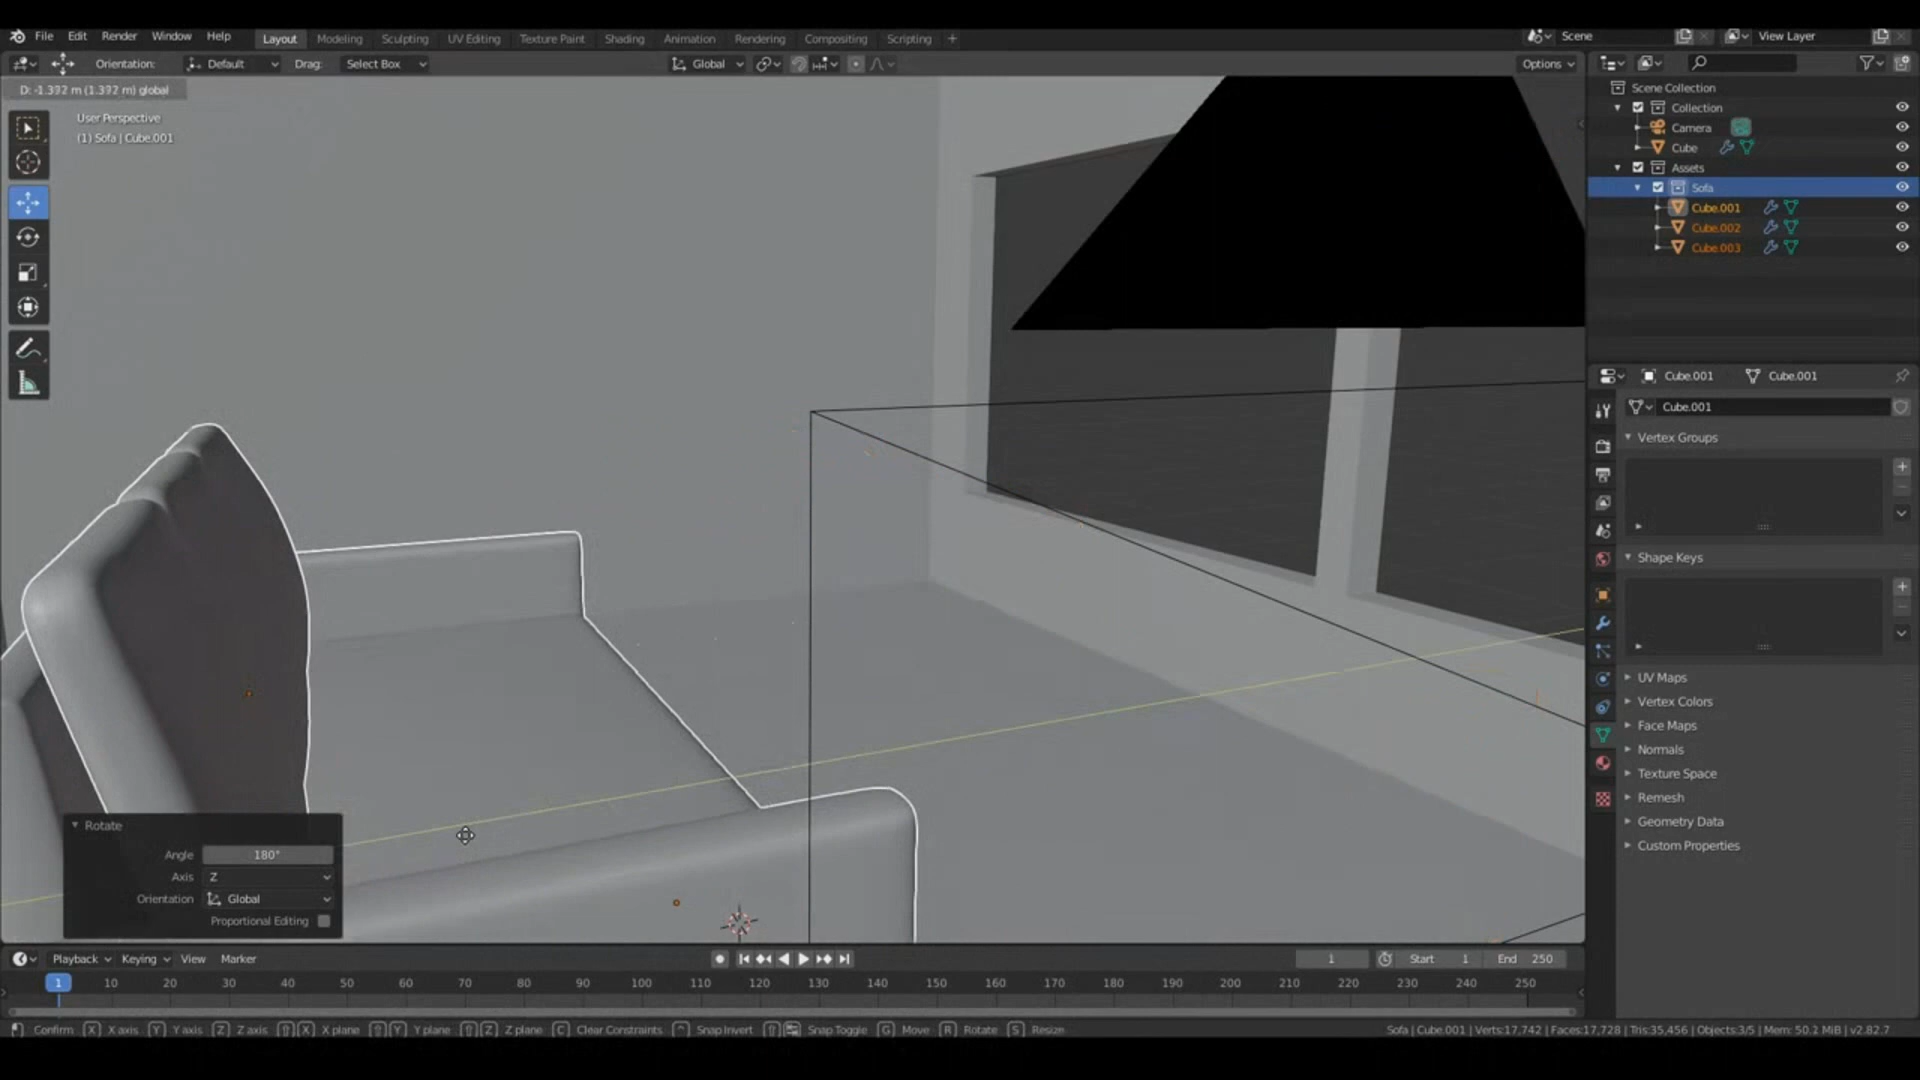 File Edit Render Window Help Layout Modeling Sculpting UV Editing Texture Paint Shading Animation Rendering Compositing Scripting + Scene View Layer
Orientation: Default Drag: Select Box Global Options
D: -1.392 m (1.392 m) global
User Perspective
(1) Sofa | Cube.001
Scene Collection
Collection
Camera
Cube
Assets
Sofa
Cube.001
Cube.002
Cube.003
Cube.001 Cube.001
Cube.001
Vertex Groups
Shape Keys
UV Maps
Vertex Colors
Face Maps
Normals
Texture Space
Remesh
Geometry Data
Custom Properties
Rotate
Angle 180°
Axis Z
Orientation Global
Proportional Editing
Playback Keying View Marker 1 Start 1 End 250
1 10 20 30 40 50 60 70 80 90 100 110 120 130 140 150 160 170 180 190 200 210 220 230 240 250
Confirm X X axis Y Y axis Z Z axis X X plane Y Y plane Z Z plane C Clear Constraints Snap Invert Snap Toggle G Move R Rotate S Resize Sofa | Cube.001 | Verts:17,742 | Faces:17,728 | Tris:35,456 | Objects:3/5 | Mem: 50.2 MiB | v2.82.7